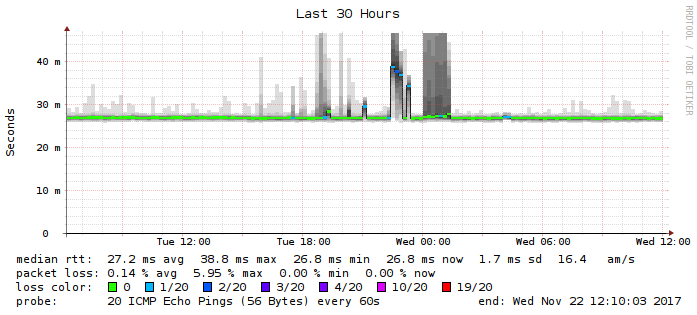 Last 30 Hours
RRDTOOL / TOBI OETIKER
Seconds
40 m
30 m
20 m
10 m
0
Tue 12:00 Tue 18:00 Wed 00:00 Wed 06:00 Wed 12:00
median rtt: 27.2 ms avg 38.8 ms max 26.8 ms min 26.8 ms now 1.7 ms sd 16.4 am/s
packet loss: 0.14 % avg 5.95 % max 0.00 % min 0.00 % now
loss color: 0 1/20 2/20 3/20 4/20 10/20 19/20
probe: 20 ICMP Echo Pings (56 Bytes) every 60s end: Wed Nov 22 12:10:03 2017